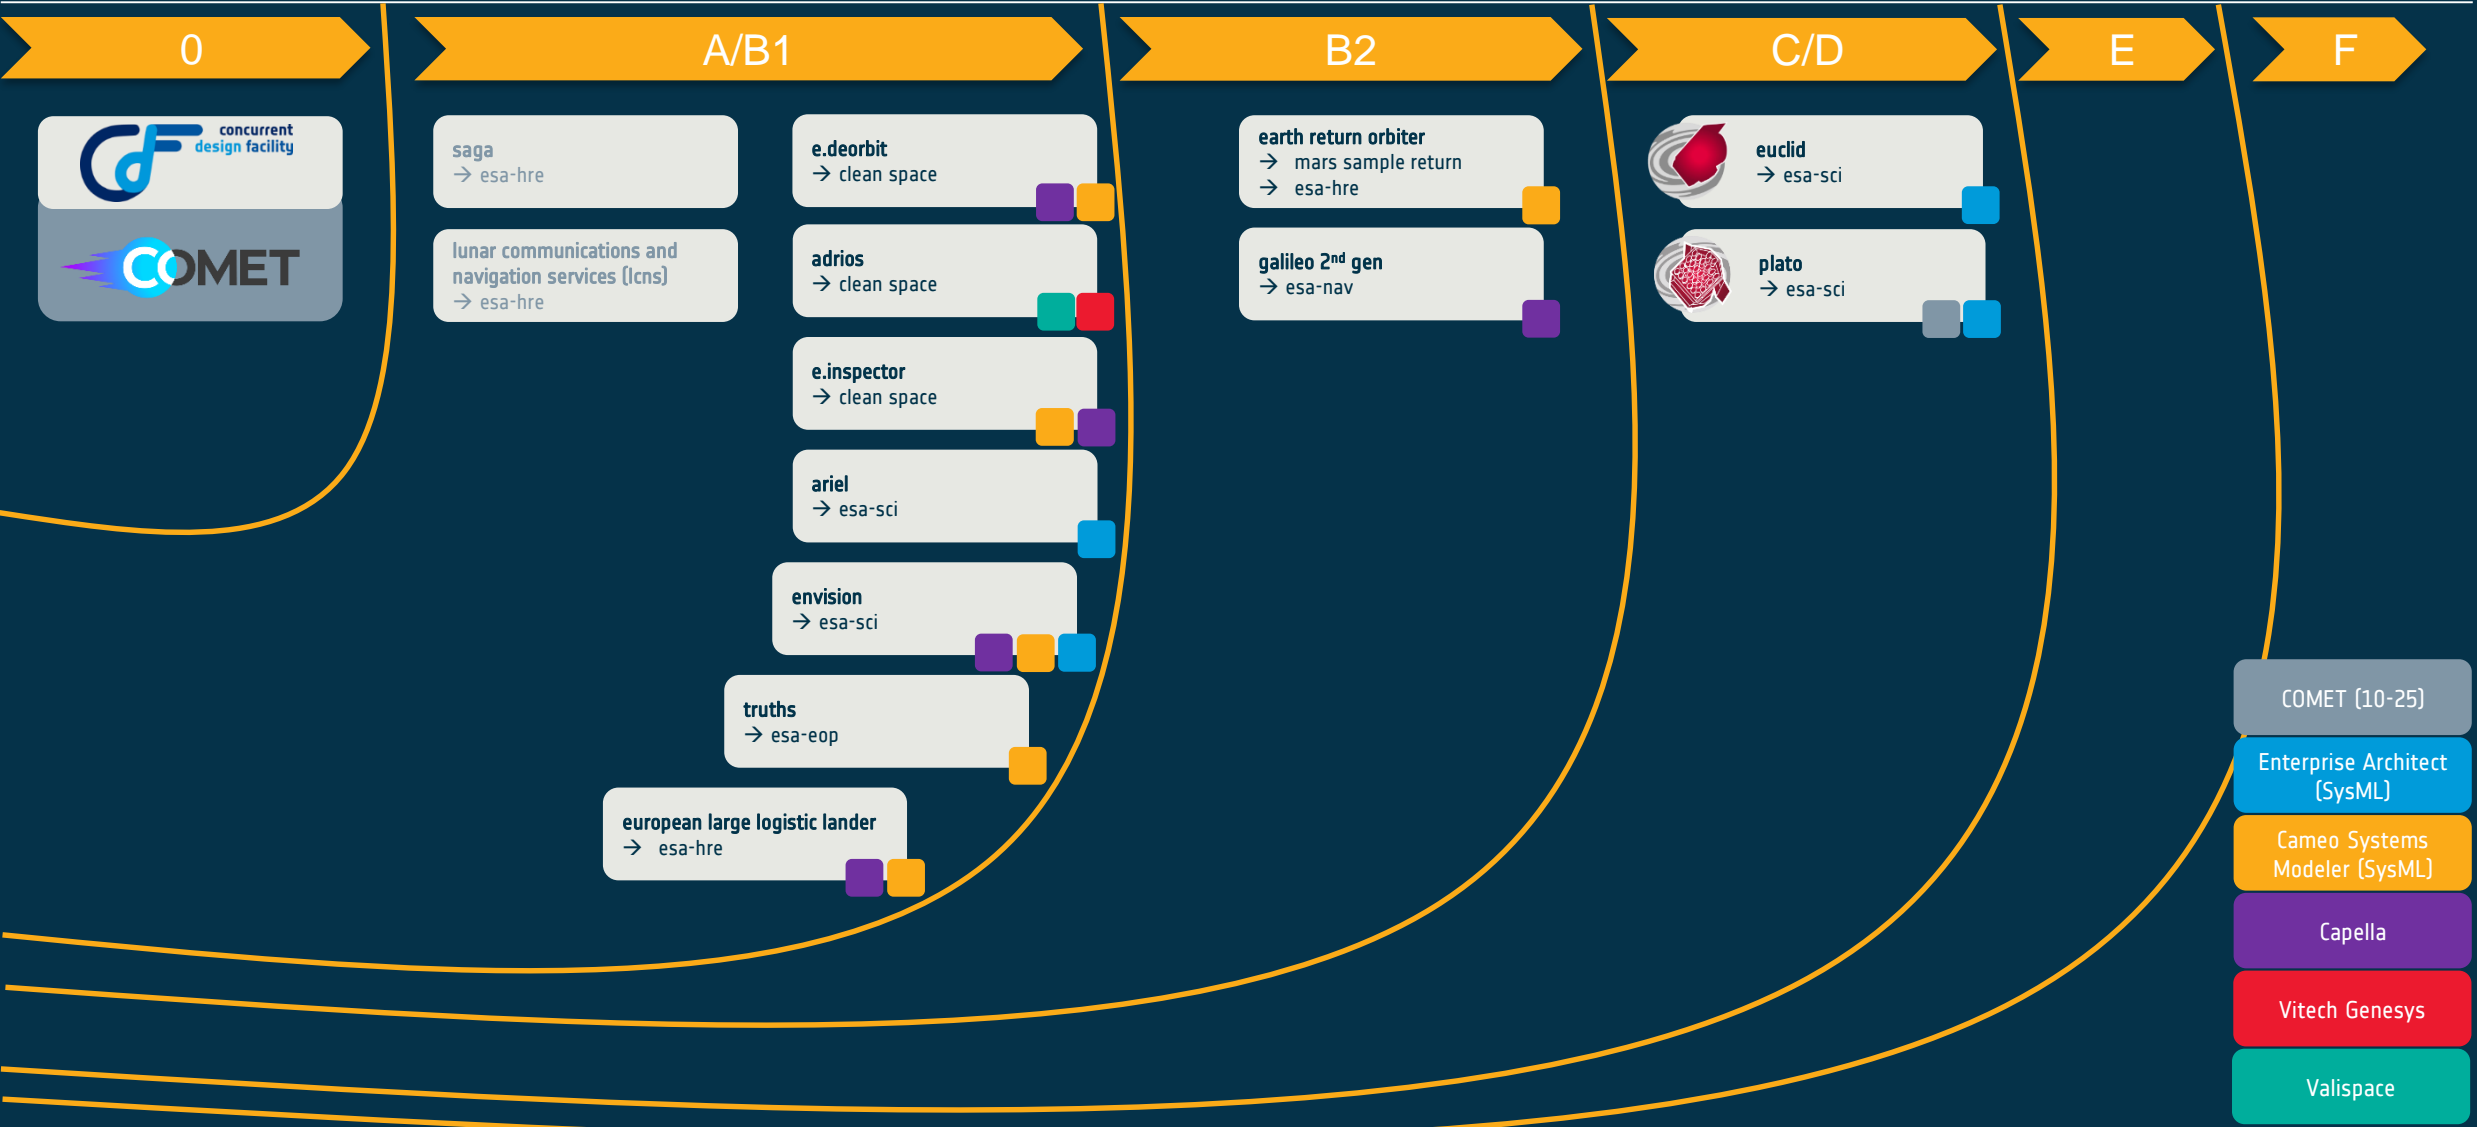 0
A/B1
B2
C/D
E
F
concurrent
design facility
COMET
saga
→ esa-hre
lunar communications and
navigation services (lcns)
→ esa-hre
e.deorbit
→ clean space
adrios
→ clean space
e.inspector
→ clean space
ariel
→ esa-sci
envision
→ esa-sci
truths
→ esa-eop
european large logistic lander
→ esa-hre
earth return orbiter
→ mars sample return
→ esa-hre
galileo 2nd gen
→ esa-nav
euclid
→ esa-sci
plato
→ esa-sci
COMET (10-25)
Enterprise Architect
(SysML)
Cameo Systems
Modeler (SysML)
Capella
Vitech Genesys
Valispace